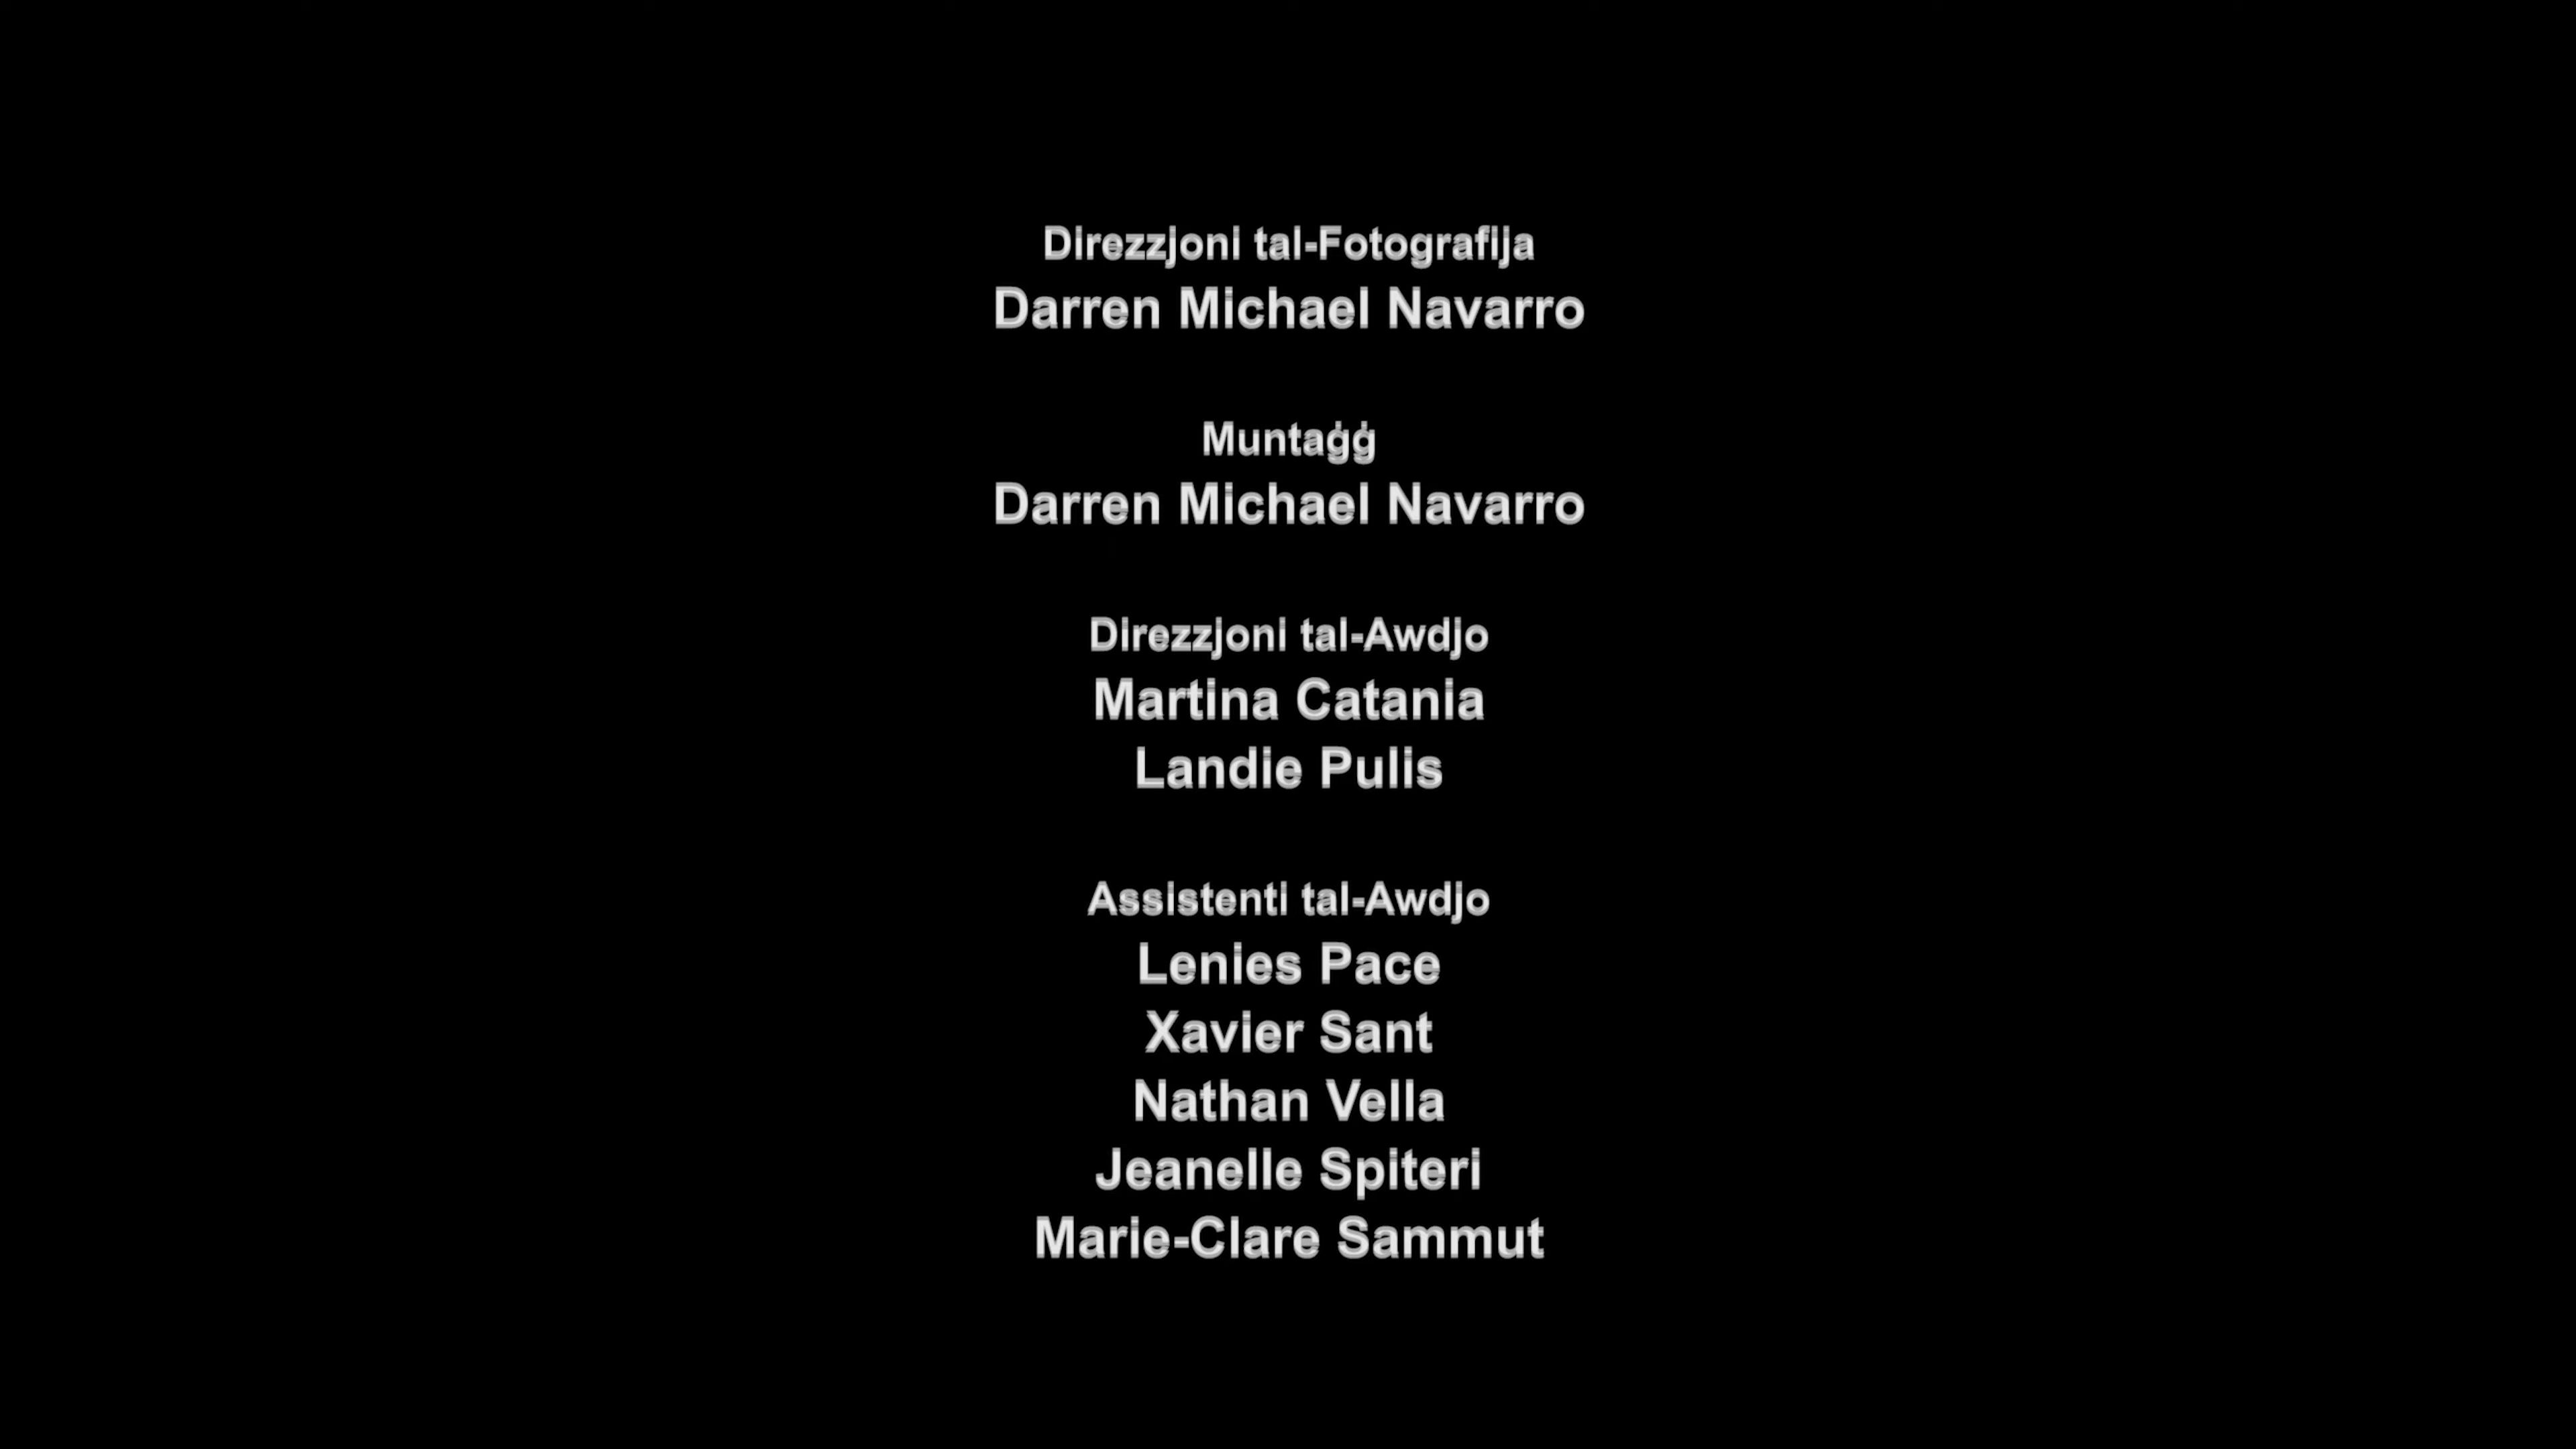 Direzzjoni tal-Fotografija
Darren Michael Navarro
Muntaġġ
Darren Michael Navarro
Direzzjoni tal-Awdjo
Martina Catania
Landie Pulis
Assistenti tal-Awdjo
Lenies Pace
Xavier Sant
Nathan Vella
Jeanelle Spiteri
Marie-Clare Sammut